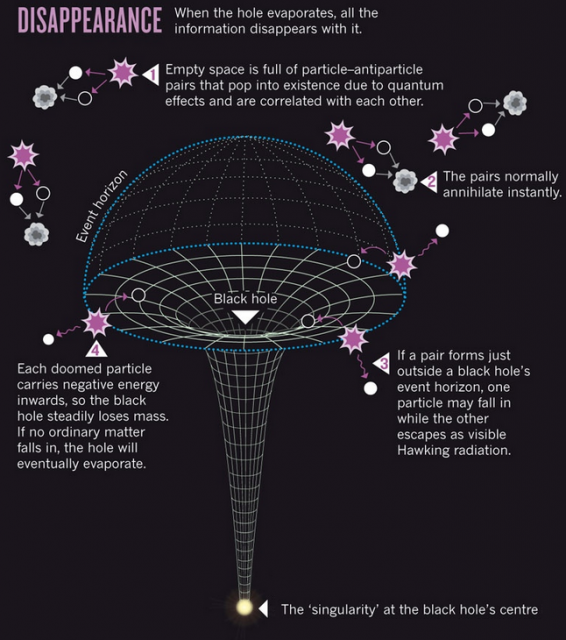 DISAPPEARANCE
When the hole evaporates, all the
information disappears with it.
1
Empty space is full of particle–antiparticle
pairs that pop into existence due to quantum
effects and are correlated with each other.
2
The pairs normally
annihilate instantly.
Event horizon
Black hole
3
If a pair forms just
outside a black hole's
event horizon, one
particle may fall in
while the other
escapes as visible
Hawking radiation.
4
Each doomed particle
carries negative energy
inwards, so the black
hole steadily loses mass.
If no ordinary matter
falls in, the hole will
eventually evaporate.
The ‘singularity’ at the black hole's centre